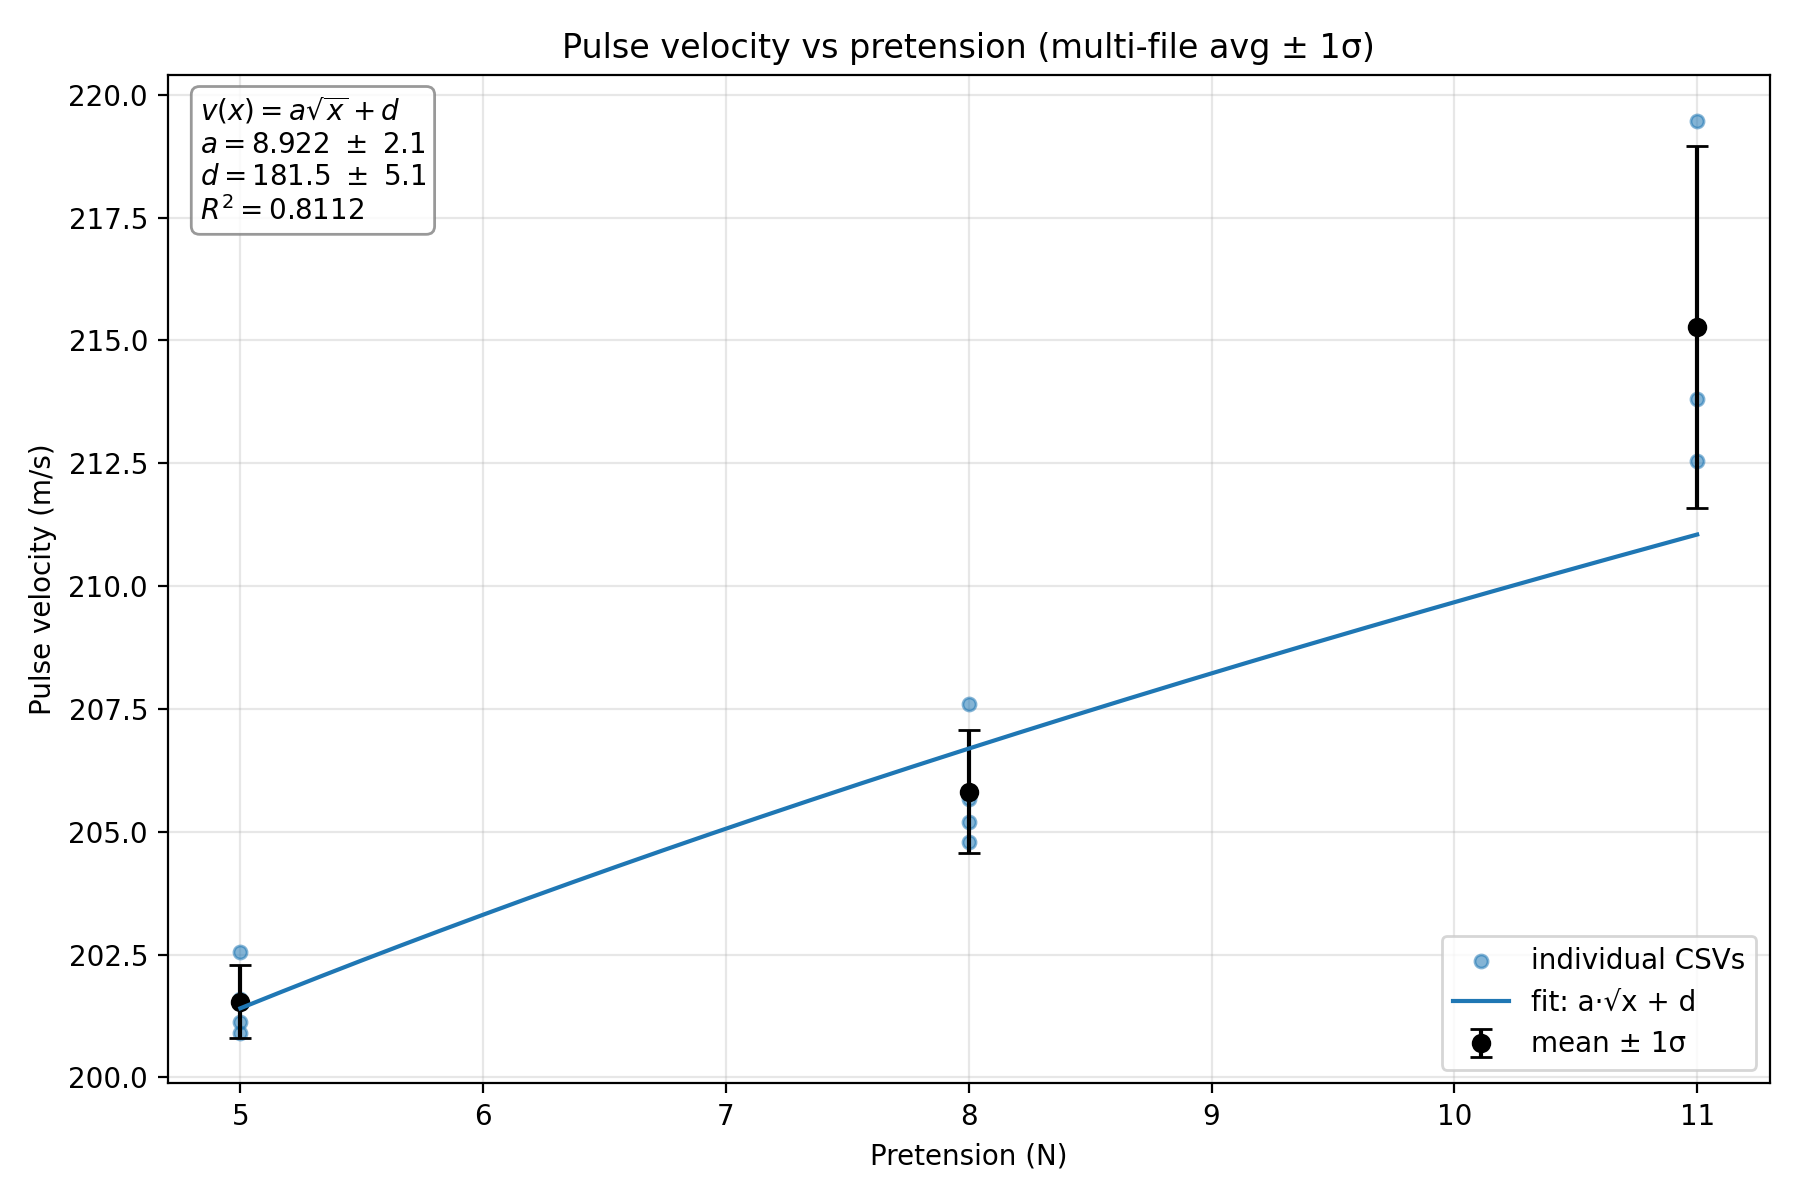 Pulse velocity vs pretension (multi-file avg ± 1σ)
v(x) = a√x + d
a = 8.922 ± 2.1
d = 181.5 ± 5.1
R² = 0.8112
Pulse velocity (m/s)
220.0
217.5
215.0
212.5
210.0
207.5
205.0
202.5
200.0
individual CSVs
fit: a·√x + d
mean ± 1σ
5 6 7 8 9 10 11
Pretension (N)